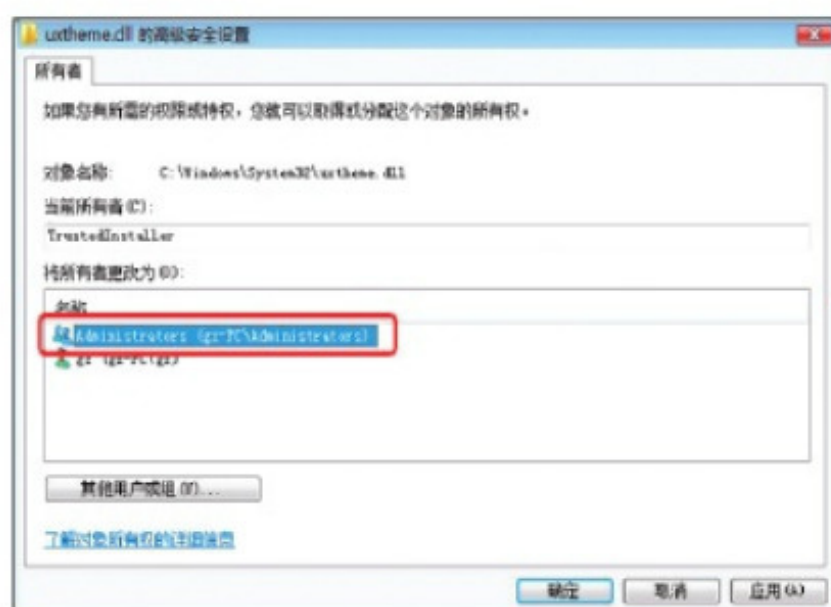 uxtheme.dll 的高级安全设置
所有者
如果您有所需的权限或特权，您就可以取得或分配这个对象的所有权。
对象名称: C:\Windows\System32\uxtheme.dll
当前所有者(C):
TrustedInstaller
将所有者更改为(O):
名称
Administrators (gr-PC\Administrators)
gr (gr-PC\gr)
其他用户或组(Y)...
了解对象所有权的详细信息
确定 取消 应用(A)